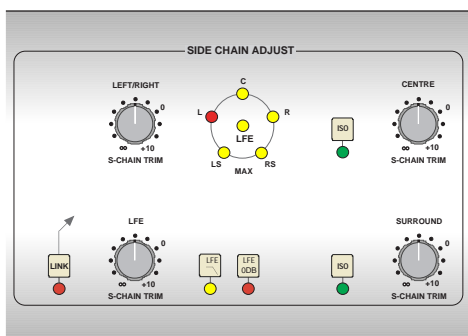 SIDE CHAIN ADJUST
LEFT/RIGHT
0
∞ +10
S-CHAIN TRIM
C
L
R
LFE
LS
RS
MAX
ISO
CENTRE
0
∞ +10
S-CHAIN TRIM
LINK
LFE
0
∞ +10
S-CHAIN TRIM
LFE
LFE
0DB
ISO
SURROUND
0
∞ +10
S-CHAIN TRIM